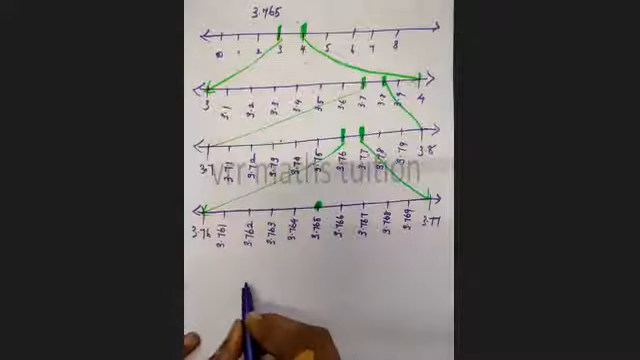 3.765
0 1 2 3 4 5 6 7 8
3 3.1 3.2 3.3 3.4 3.5 3.6 3.7 3.8 3.9 4
3.7 3.71 3.72 3.73 3.74 3.75 3.76 3.77 3.78 3.79 3.8
vtr maths tuition
3.76 3.761 3.762 3.763 3.764 3.765 3.766 3.767 3.768 3.769 3.77